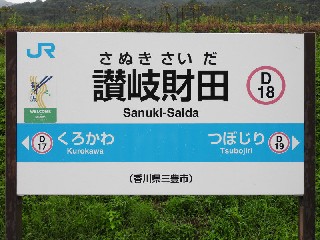 JR
さぬきさいだ
讃岐財田
Sanuki-Saida
D
18
WELCOME
D
17
くろかわ
Kurokawa
つぼじり
Tsubojiri
D
19
(香川県三豊市)